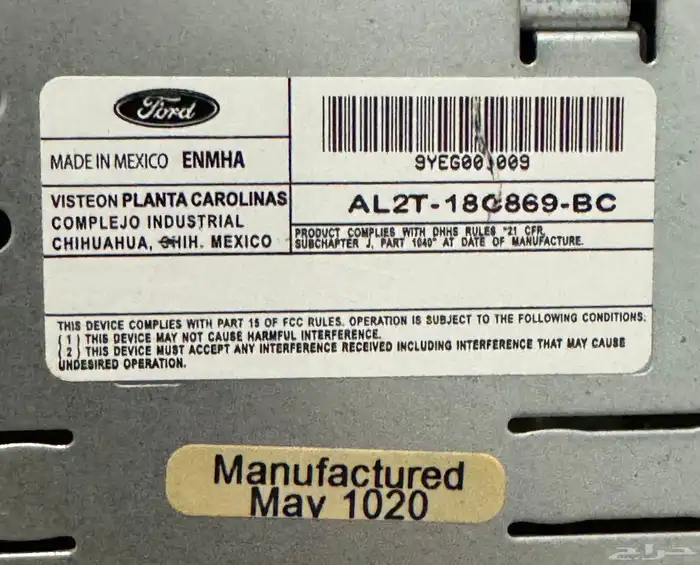 Ford
MADE IN MEXICO ENMHA
9YEG00J009
VISTEON PLANTA CAROLINAS
COMPLEJO INDUSTRIAL
CHIHUAHUA, CHIH. MEXICO
AL2T-18C869-BC
PRODUCT COMPLIES WITH DHHS RULES "21 CFR,
SUBCHAPTER J, PART 1040" AT DATE OF MANUFACTURE.
THIS DEVICE COMPLIES WITH PART 15 OF FCC RULES. OPERATION IS SUBJECT TO THE FOLLOWING CONDITIONS:
(1) THIS DEVICE MAY NOT CAUSE HARMFUL INTERFERENCE.
(2) THIS DEVICE MUST ACCEPT ANY INTERFERENCE RECEIVED INCLUDING INTERFERENCE THAT MAY CAUSE
UNDESIRED OPERATION.
Manufactured
May 1020
حراج